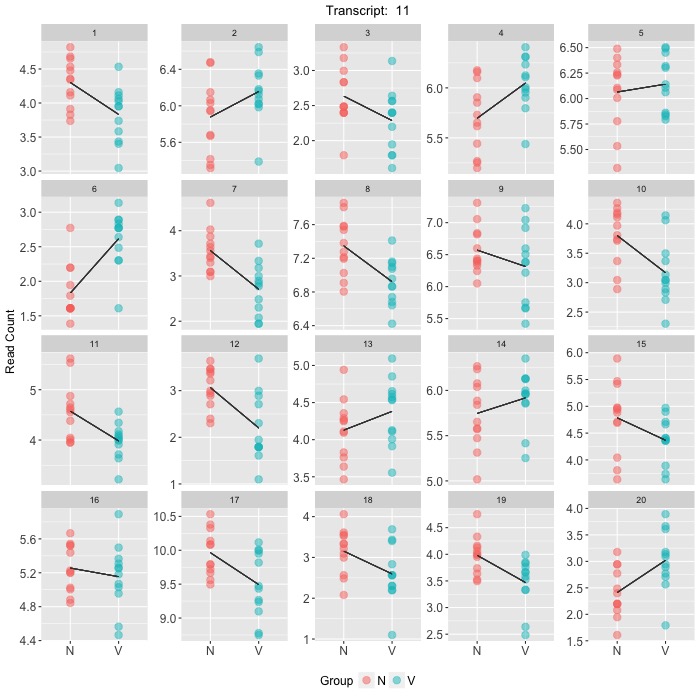 Transcript: 11
1 2 3 4 5
4.5 4.0 3.5 3.0
6.4 6.0 5.6
3.0 2.5 2.0
6.0 5.5
6.50 6.25 6.00 5.75 5.50
6 7 8 9 10
3.0 2.5 2.0 1.5
4 3 2
7.6 7.2 6.8 6.4
7.0 6.5 6.0 5.5
4.0 3.5 3.0 2.5
Read Count
11 12 13 14 15
5 4
3 2 1
5.0 4.5 4.0 3.5
6.0 5.5 5.0
6.0 5.5 5.0 4.5 4.0
16 17 18 19 20
5.6 5.2 4.8 4.4
10.5 10.0 9.5 9.0
4 3 2 1
4.5 4.0 3.5 3.0 2.5
4.0 3.5 3.0 2.5 2.0 1.5
N V N V N V N V N V
Group N V